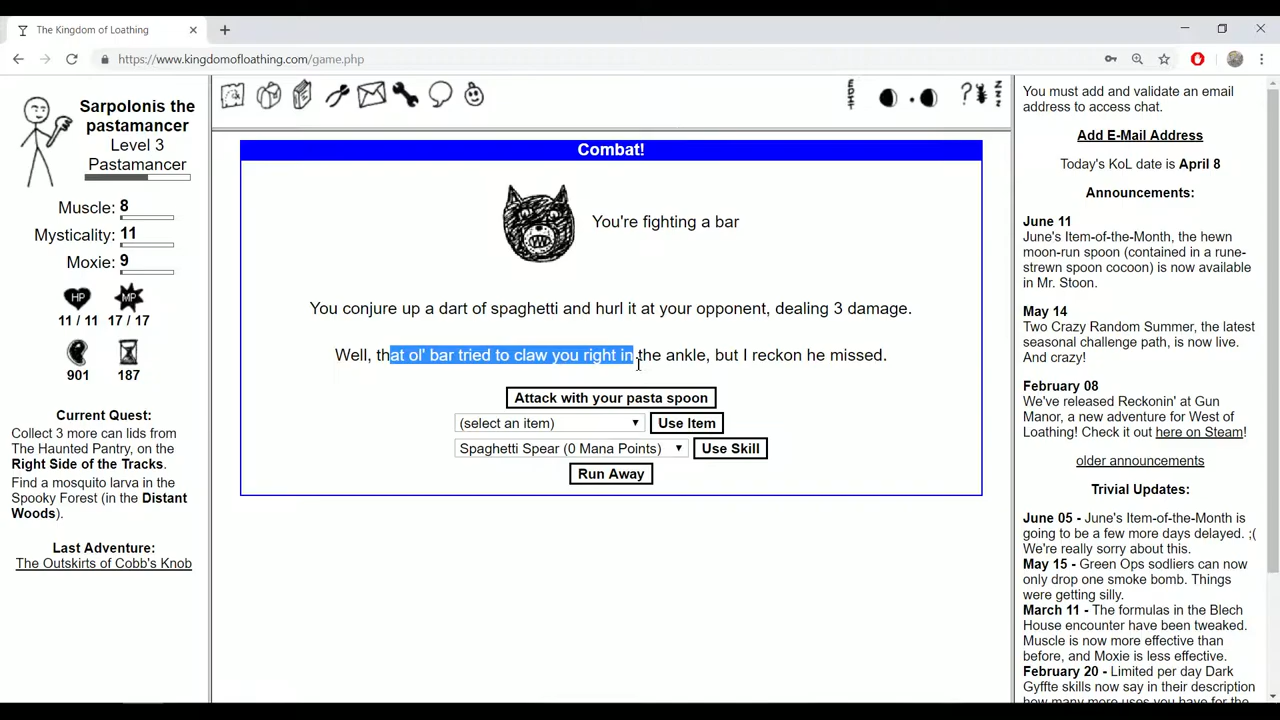 The Kingdom of Loathing
https://www.kingdomofloathing.com/game.php
Sarpolonis the
pastamancer
Level 3
Pastamancer
Muscle: 8
Mysticality: 11
Moxie: 9
HP
MP
11 / 11
17 / 17
901
187
Current Quest:
Collect 3 more can lids from
The Haunted Pantry, on the
Right Side of the Tracks.
Find a mosquito larva in the
Spooky Forest (in the Distant
Woods).
Last Adventure:
The Outskirts of Cobb's Knob
EDIT
? ZZZ
Combat!
You're fighting a bar
You conjure up a dart of spaghetti and hurl it at your opponent, dealing 3 damage.
Well, that ol' bar tried to claw you right in the ankle, but I reckon he missed.
Attack with your pasta spoon
(select an item)
Use Item
Spaghetti Spear (0 Mana Points)
Use Skill
Run Away
You must add and validate an email
address to access chat.
Add E-Mail Address
Today's KoL date is April 8
Announcements:
June 11
June's Item-of-the-Month, the hewn
moon-run spoon (contained in a rune-
strewn spoon cocoon) is now available
in Mr. Stoon.
May 14
Two Crazy Random Summer, the latest
seasonal challenge path, is now live.
And crazy!
February 08
We've released Reckonin' at Gun
Manor, a new adventure for West of
Loathing! Check it out here on Steam!
older announcements
Trivial Updates:
June 05 - June's Item-of-the-Month is
going to be a few more days delayed. ;(
We're really sorry about this.
May 15 - Green Ops sodliers can now
only drop one smoke bomb. Things
were getting silly.
March 11 - The formulas in the Blech
House encounter have been tweaked.
Muscle is now more effective than
before, and Moxie is less effective.
February 20 - Limited per day Dark
Gyffte skills now say in their description
how many more uses you have for the